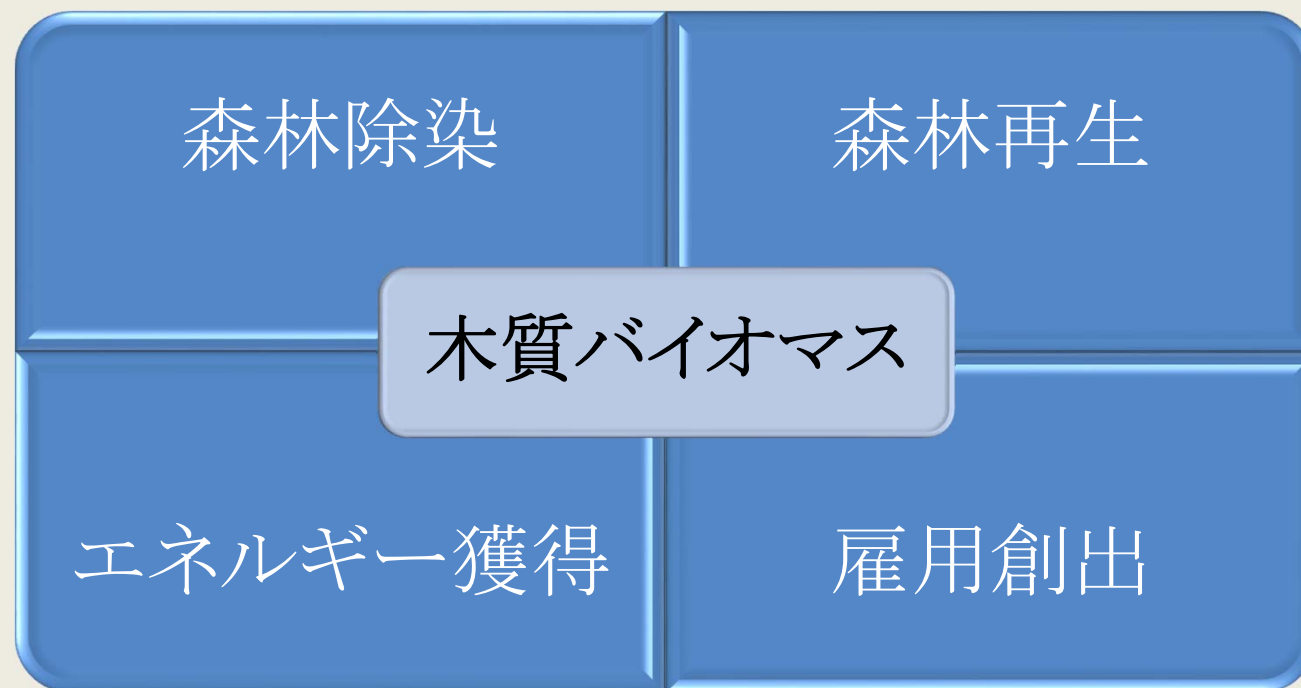 森林除染
森林再生
木質バイオマス
エネルギー獲得
雇用創出